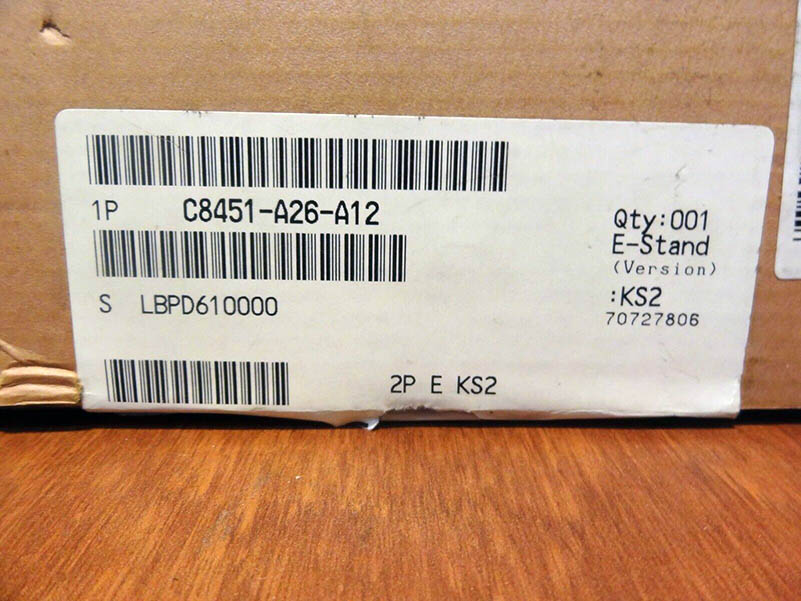 1P C8451-A26-A12
Qty:001
E-Stand
(Version)
S LBPD610000
:KS2
70727806
2P E KS2